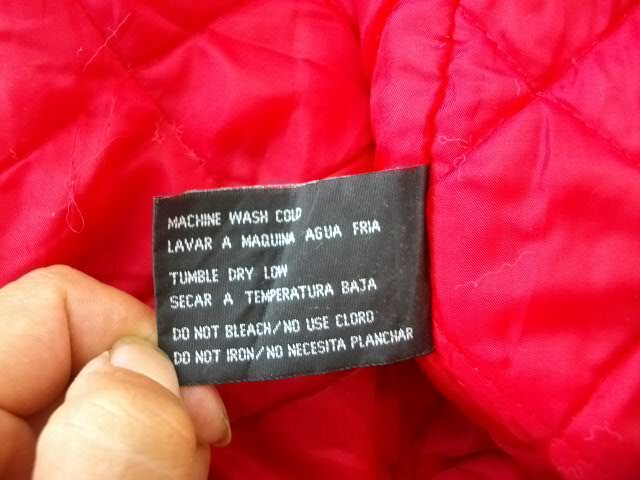 MACHINE WASH COLD
LAVAR A MAQUINA AGUA FRIA
TUMBLE DRY LOW
SECAR A TEMPERATURA BAJA
DO NOT BLEACH/NO USE CLORO
DO NOT IRON/NO NECESITA PLANCHAR